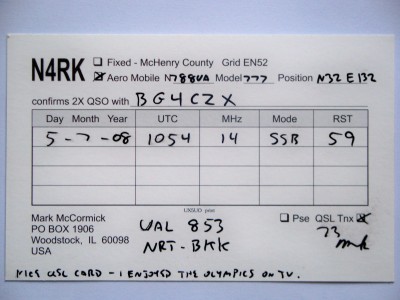 N4RK
Fixed - McHenry County Grid EN52
Aero Mobile N788UA Model 777 Position N32 E132
confirms 2X QSO with BG4CZX
Day Month Year UTC MHz Mode RST
5-7-08 1054 14 SSB 59
UX5UO print
Mark McCormick
PO BOX 1906
Woodstock, IL 60098
USA
UAL 853
NRT-BKK
Pse QSL Tnx
73
Mark
NICE QSL CARD - I ENJOYED THE OLYMPICS ON TV.